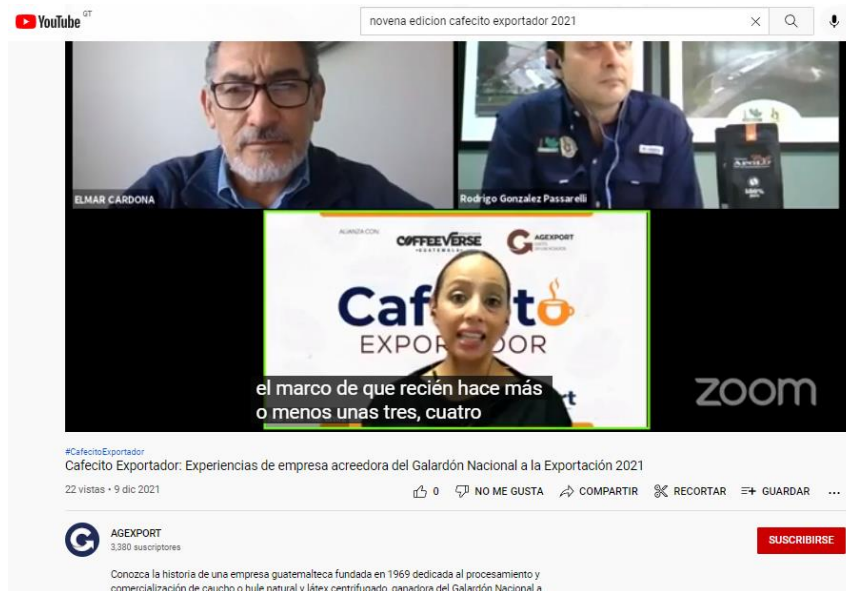 YouTube GT
novena edicion cafecito exportador 2021
ELMAR CARDONA
Rodrigo Gonzalez Passarelli
100%
ALIANZA CON
COFFEEVERSE
GUATEMALA
AGEXPORT
Cafecito
EXPORTADOR
el marco de que recién hace más
o menos unas tres, cuatro
zoom
#CafecitoExportador
Cafecito Exportador: Experiencias de empresa acreedora del Galardón Nacional a la Exportación 2021
22 vistas • 9 dic 2021
0 NO ME GUSTA COMPARTIR RECORTAR GUARDAR ...
AGEXPORT
3,380 suscriptores
SUSCRIBIRSE
Conozca la historia de una empresa guatemalteca fundada en 1969 dedicada al procesamiento y
comercialización de caucho o hule natural y látex centrifugado, ganadora del Galardón Nacional a